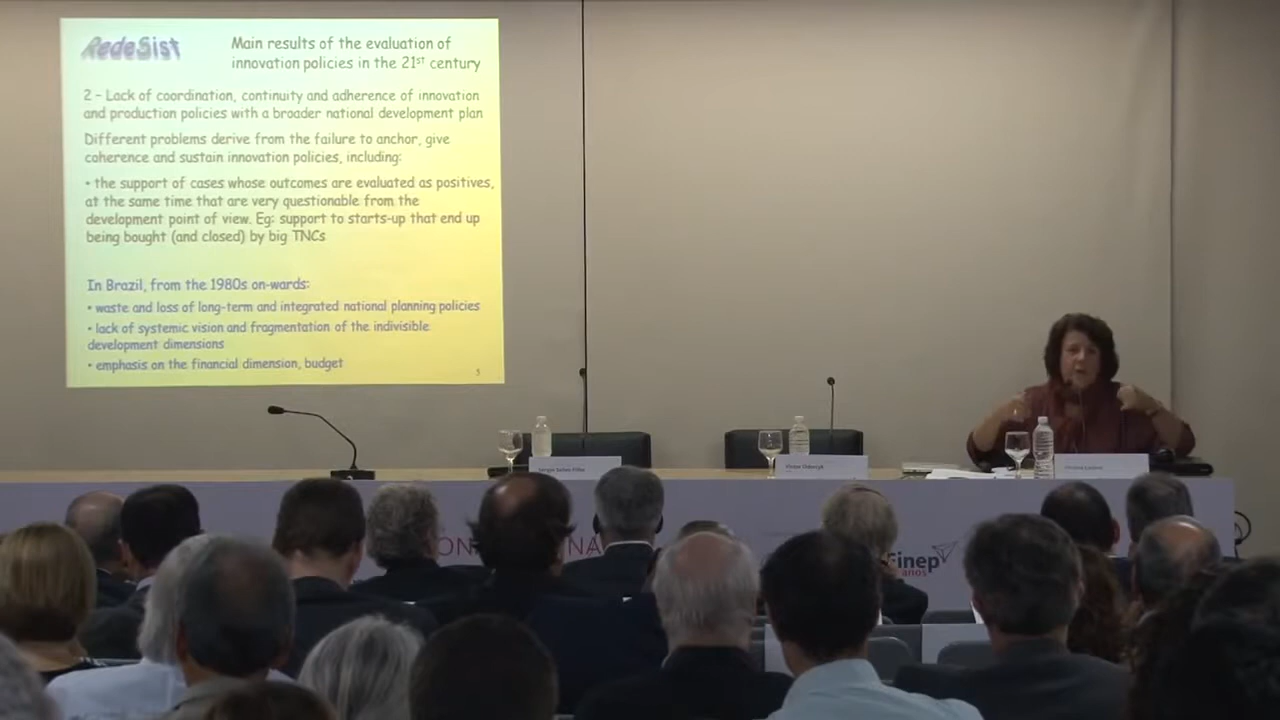 RedeSist
Main results of the evaluation of
innovation policies in the 21st century
2 – Lack of coordination, continuity and adherence of innovation
and production policies with a broader national development plan
Different problems derive from the failure to anchor, give
coherence and sustain innovation policies, including:
• the support of cases whose outcomes are evaluated as positives,
at the same time that are very questionable from the
development point of view. Eg: support to starts-up that end up
being bought (and closed) by big TNCs
In Brazil, from the 1980s on-wards:
• waste and loss of long-term and integrated national planning policies
• lack of systemic vision and fragmentation of the indivisible
development dimensions
• emphasis on the financial dimension, budget
5
Finep
anos